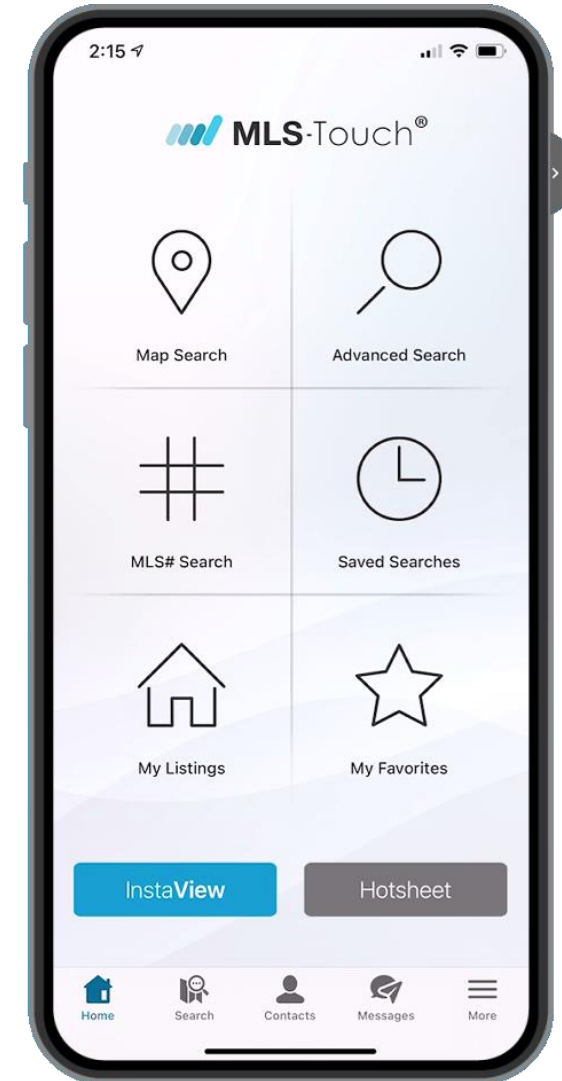 2:15
MLS-Touch®
Map Search
Advanced Search
MLS# Search
Saved Searches
My Listings
My Favorites
InstaView
Hotsheet
Home
Search
Contacts
Messages
More